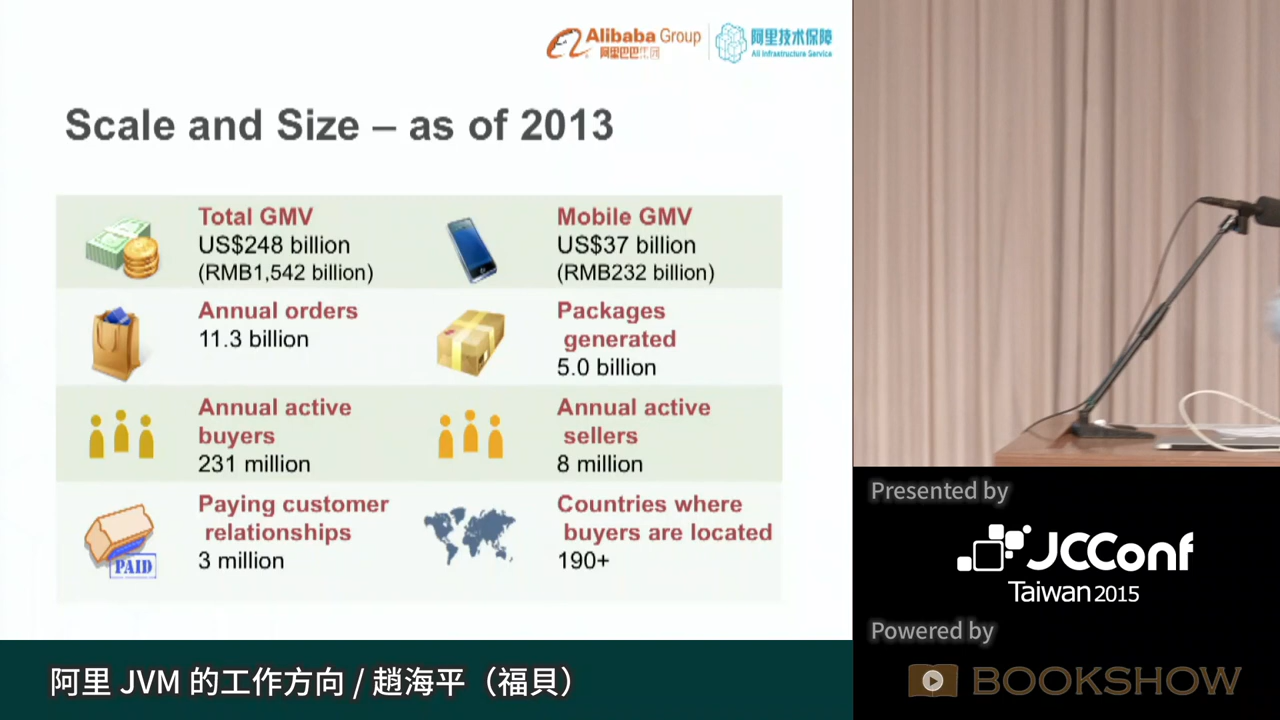 Alibaba Group
阿里巴巴集团
阿里技术保障
Ali Infrastructure Service
Scale and Size – as of 2013
Total GMV
US$248 billion
(RMB1,542 billion)
Mobile GMV
US$37 billion
(RMB232 billion)
Annual orders
11.3 billion
Packages
generated
5.0 billion
Annual active
buyers
231 million
Annual active
sellers
8 million
PAID
Paying customer
relationships
3 million
Countries where
buyers are located
190+
Presented by
JCConf
Taiwan 2015
Powered by
BOOKSHOW
阿里 JVM 的工作方向 / 趙海平（福貝）